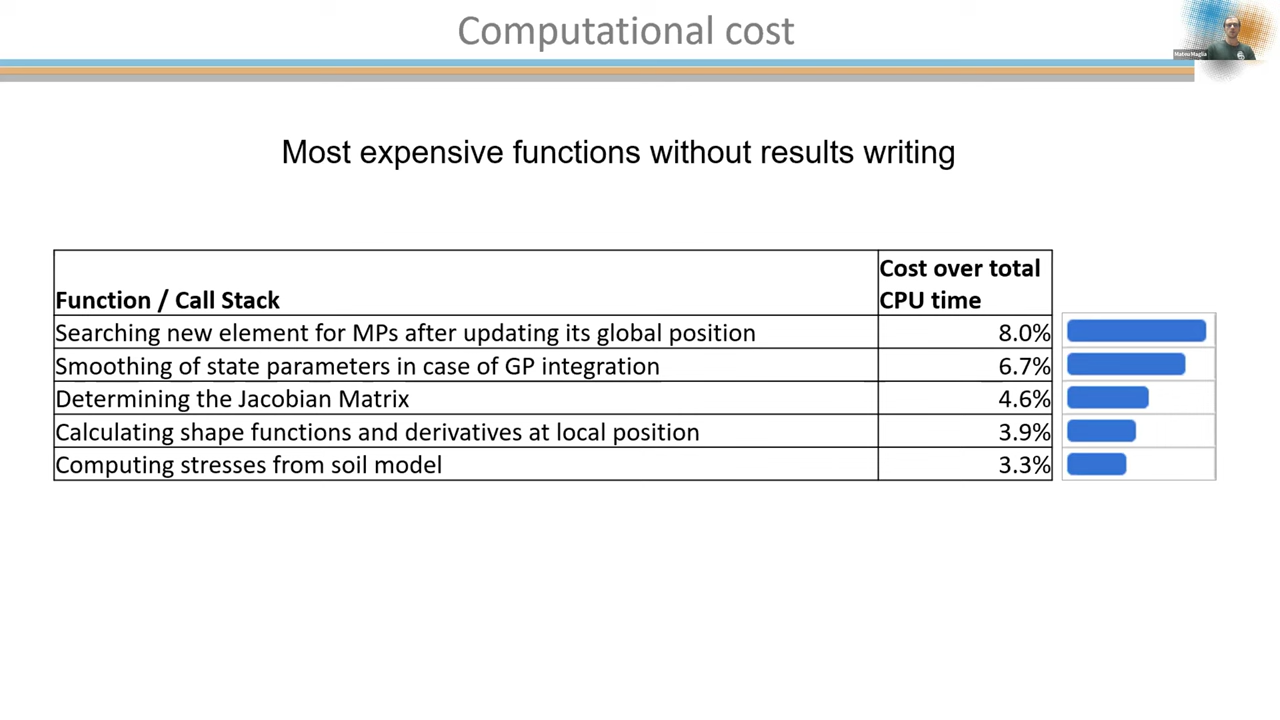 Computational cost
Mateu Maglia
Most expensive functions without results writing
Cost over total
Function / Call Stack CPU time
Searching new element for MPs after updating its global position 8.0%
Smoothing of state parameters in case of GP integration 6.7%
Determining the Jacobian Matrix 4.6%
Calculating shape functions and derivatives at local position 3.9%
Computing stresses from soil model 3.3%